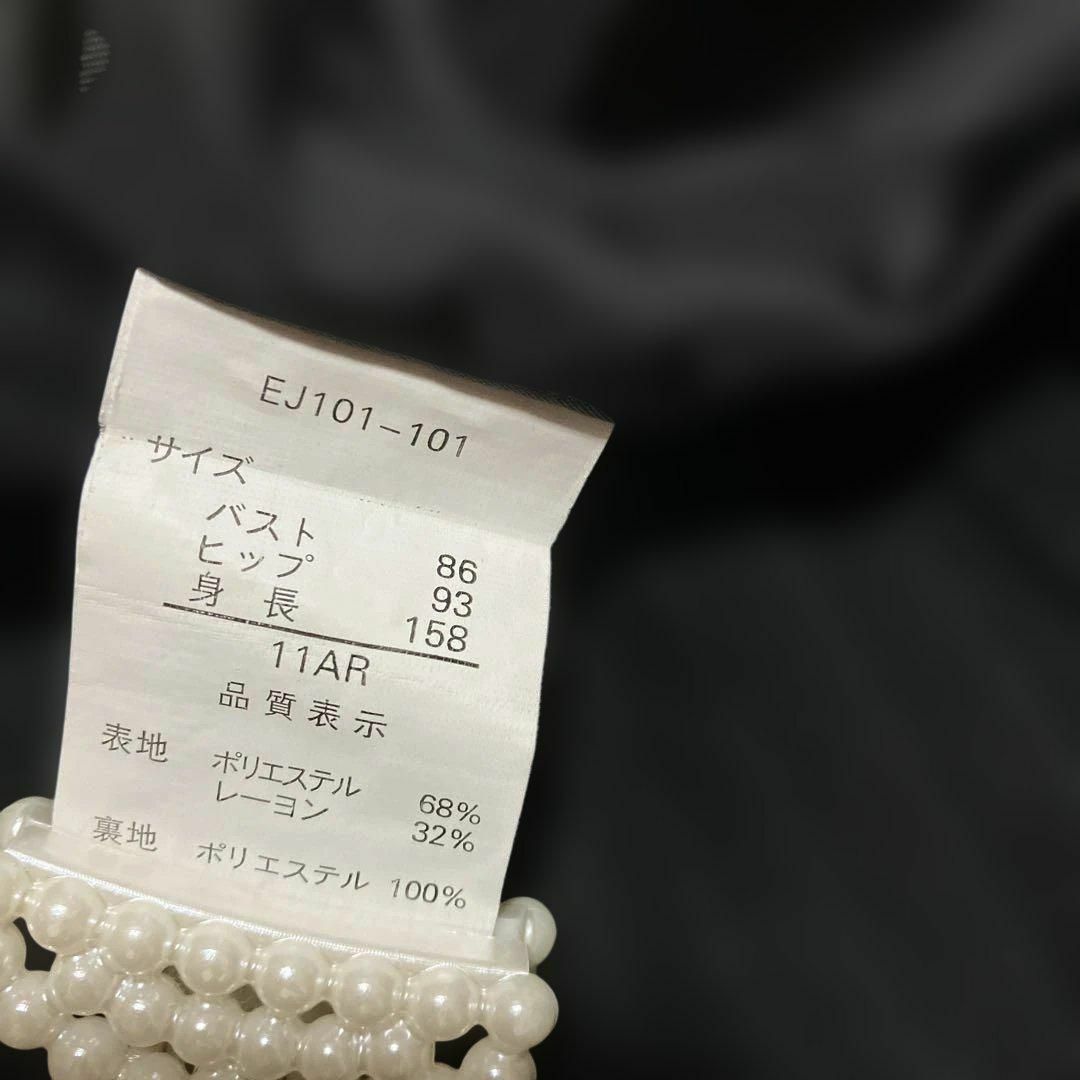 EJ101-101
サイズ
バスト 86
ヒップ 93
身長 158
11AR
品質表示
表地 ポリエステル 68%
レーヨン 32%
裏地 ポリエステル 100%